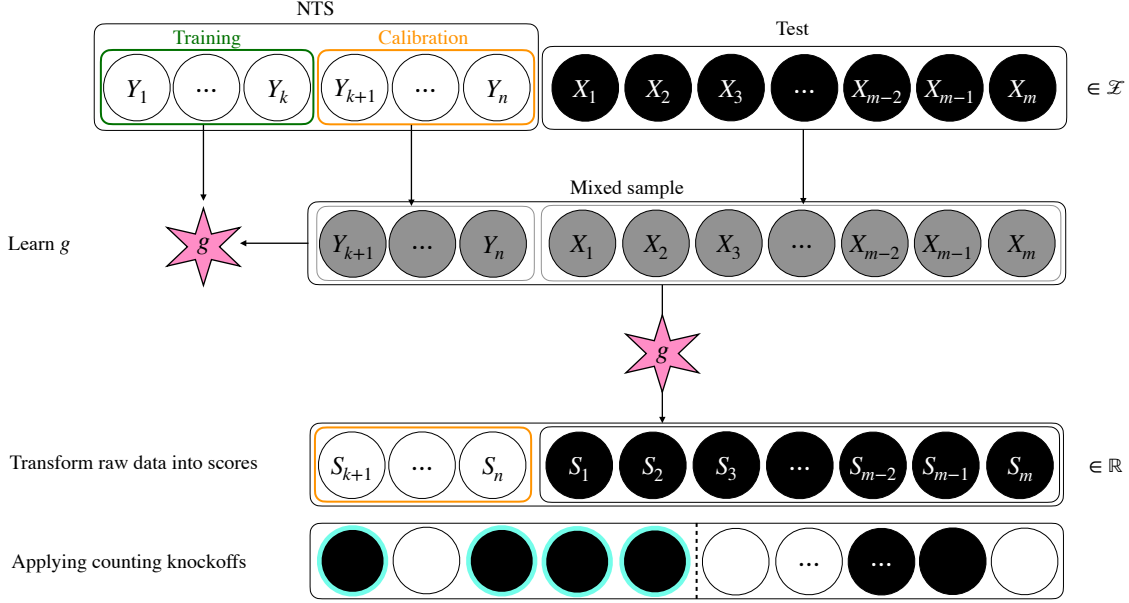 NTS
Training Calibration Test
Y₁ ... Yₖ Yₖ₊₁ ... Yₙ X₁ X₂ X₃ ... Xₘ₋₂ Xₘ₋₁ Xₘ ∈ 𝒵
Mixed sample
Learn g g Yₖ₊₁ ... Yₙ X₁ X₂ X₃ ... Xₘ₋₂ Xₘ₋₁ Xₘ
g
Transform raw data into scores Sₖ₊₁ ... Sₙ S₁ S₂ S₃ ... Sₘ₋₂ Sₘ₋₁ Sₘ ∈ ℝ
Applying counting knockoffs ... ...